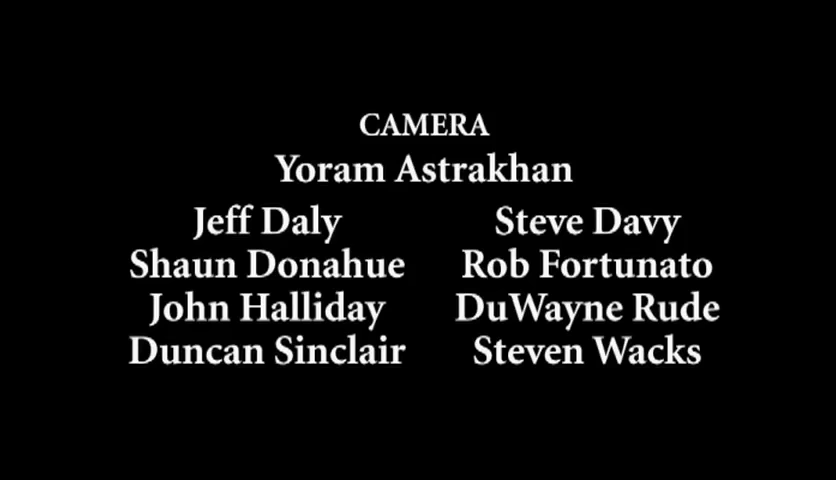 CAMERA
Yoram Astrakhan
Jeff Daly Steve Davy
Shaun Donahue Rob Fortunato
John Halliday DuWayne Rude
Duncan Sinclair Steven Wacks